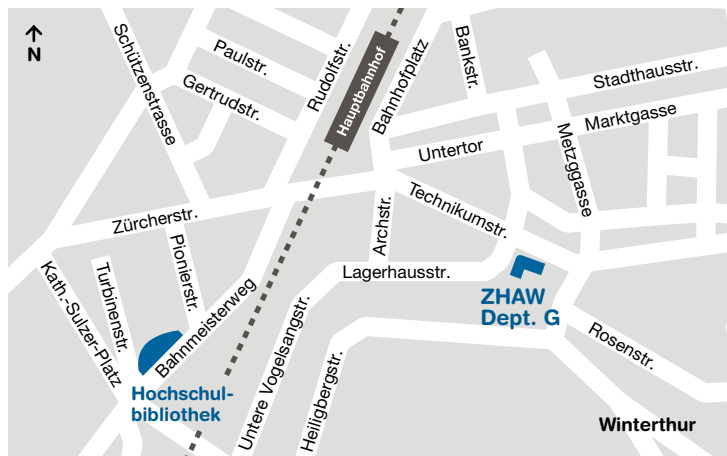 N
Schützenstrasse
Paulstr.
Gertrudstr.
Rudolfstr.
Hauptbahnhof
Bahnhofplatz
Bankstr.
Stadthausstr.
Marktgasse
Untertor
Metzggasse
Technikumstr.
Archstr.
Zürcherstr.
Pionierstr.
Lagerhausstr.
Kath.-Sulzer-Platz
Turbinenstr.
Bahnmeisterweg
ZHAW
Dept. G
Untere Vogelsangstr.
Heiligbergstr.
Rosenstr.
Hochschul-
bibliothek
Winterthur